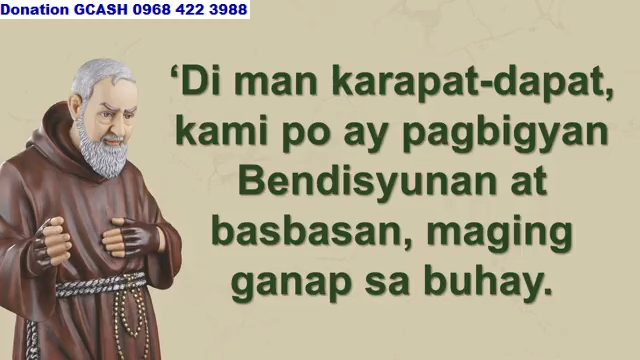 Donation GCASH 0968 422 3988
‘Di man karapat-dapat,
kami po ay pagbigyan
Bendisyunan at
basbasan, maging
ganap sa buhay.